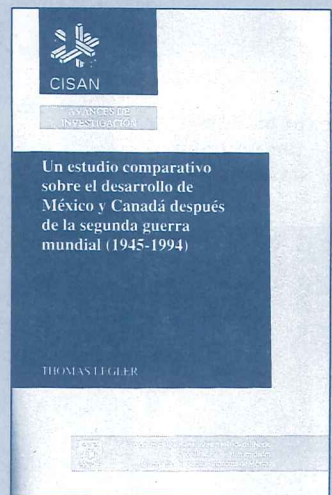 CISAN
AVANCES DE
INVESTIGACIÓN
Un estudio comparativo
sobre el desarrollo de
México y Canadá después
de la segunda guerra
mundial (1945-1994)
THOMAS LEGLER